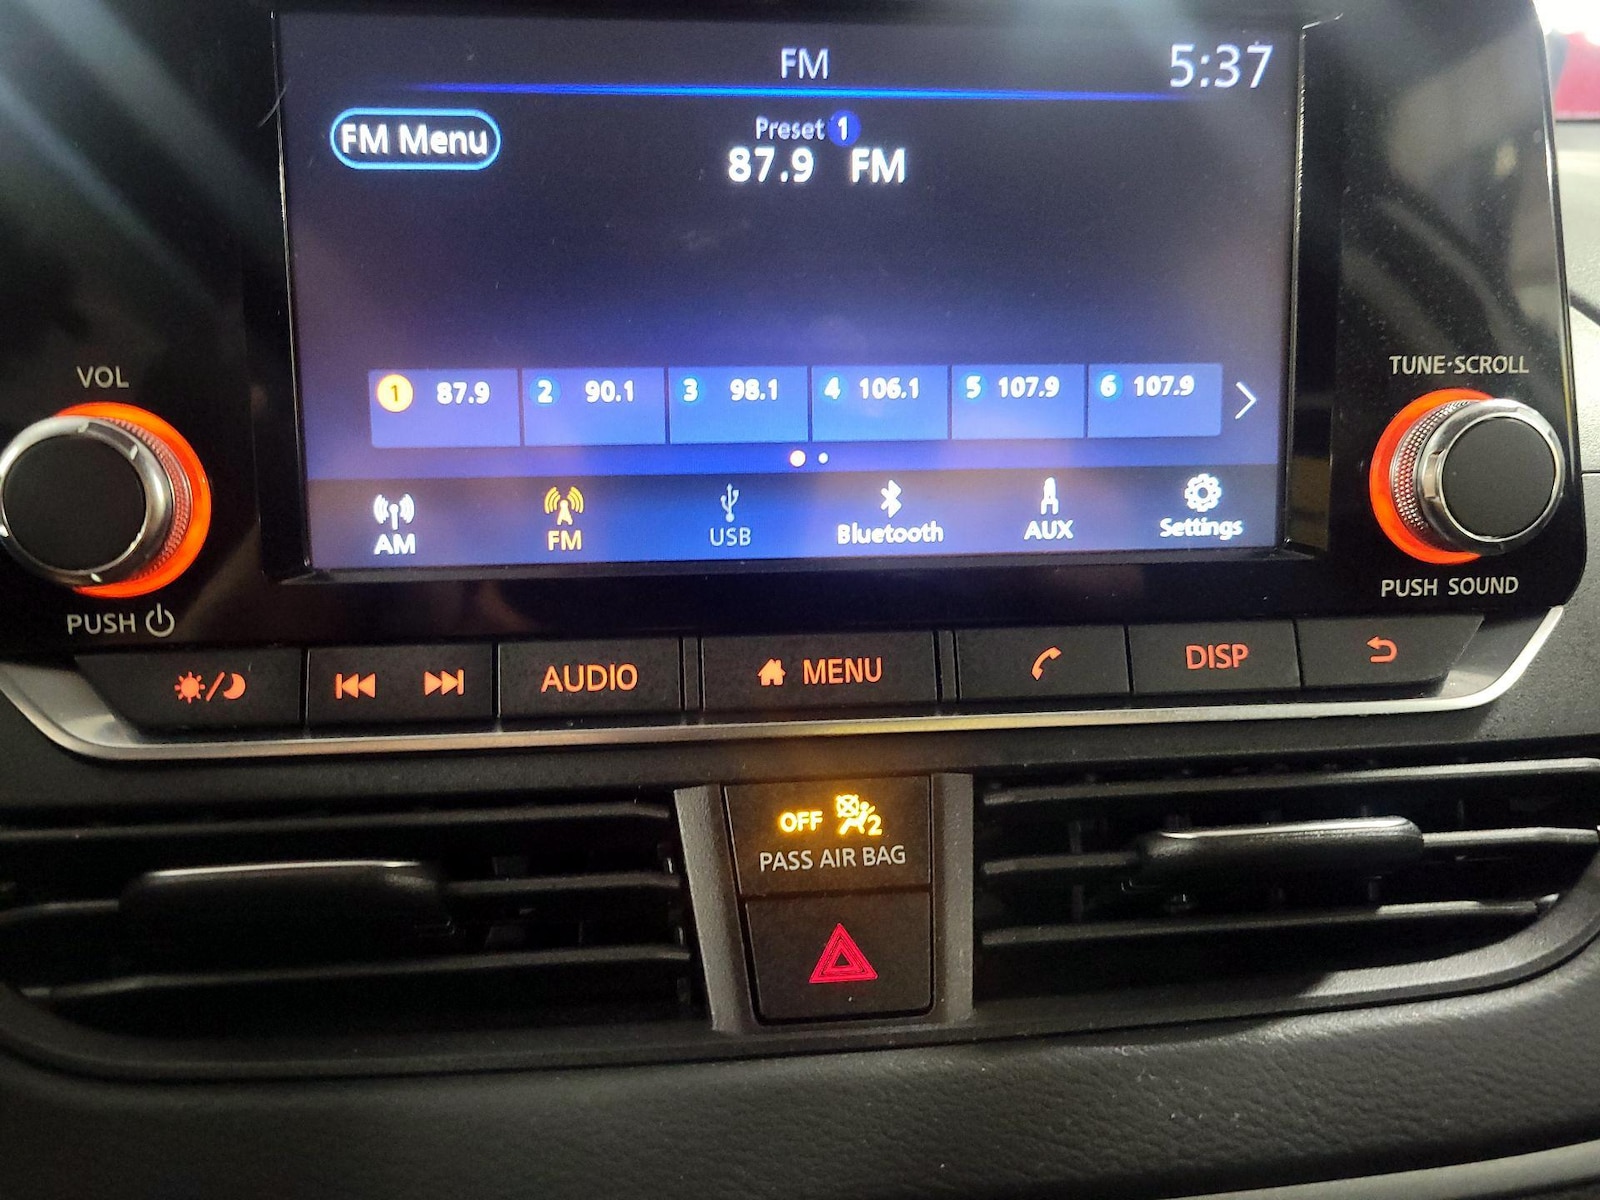 FM
5:37
FM Menu
Preset 1
87.9 FM
VOL
TUNE·SCROLL
1 87.9 2 90.1 3 98.1 4 106.1 5 107.9 6 107.9
AM FM USB Bluetooth AUX Settings
PUSH
PUSH SOUND
AUDIO MENU DISP
OFF 2
PASS AIR BAG